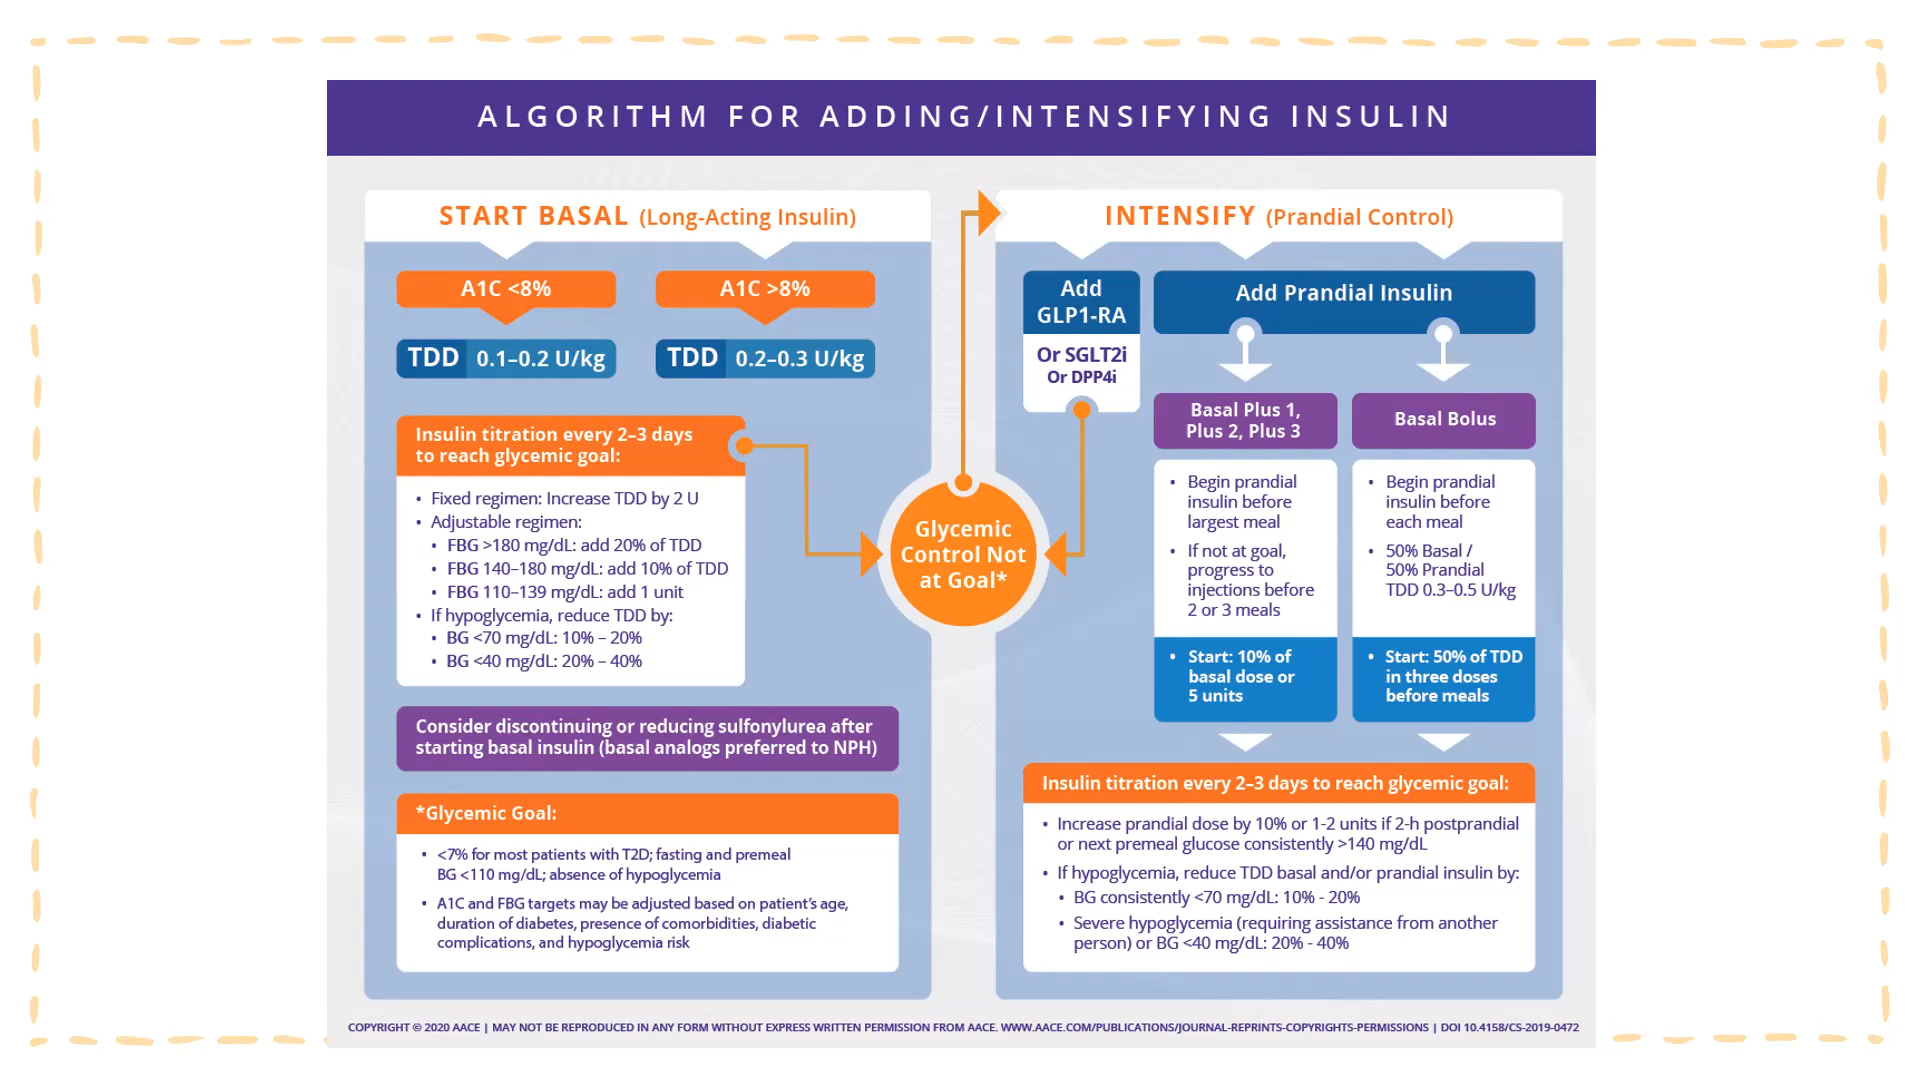 ALGORITHM FOR ADDING/INTENSIFYING INSULIN
START BASAL (Long-Acting Insulin)
A1C <8%
A1C >8%
TDD 0.1–0.2 U/kg
TDD 0.2–0.3 U/kg
Insulin titration every 2–3 days
to reach glycemic goal:
• Fixed regimen: Increase TDD by 2 U
• Adjustable regimen:
• FBG >180 mg/dL: add 20% of TDD
• FBG 140–180 mg/dL: add 10% of TDD
• FBG 110–139 mg/dL: add 1 unit
• If hypoglycemia, reduce TDD by:
• BG <70 mg/dL: 10% – 20%
• BG <40 mg/dL: 20% – 40%
Consider discontinuing or reducing sulfonylurea after
starting basal insulin (basal analogs preferred to NPH)
*Glycemic Goal:
• <7% for most patients with T2D; fasting and premeal
BG <110 mg/dL; absence of hypoglycemia
• A1C and FBG targets may be adjusted based on patient's age,
duration of diabetes, presence of comorbidities, diabetic
complications, and hypoglycemia risk
Glycemic
Control Not
at Goal*
INTENSIFY (Prandial Control)
Add
GLP1-RA
Or SGLT2i
Or DPP4i
Add Prandial Insulin
Basal Plus 1,
Plus 2, Plus 3
• Begin prandial
insulin before
largest meal
• If not at goal,
progress to
injections before
2 or 3 meals
• Start: 10% of
basal dose or
5 units
Basal Bolus
• Begin prandial
insulin before
each meal
• 50% Basal /
50% Prandial
TDD 0.3–0.5 U/kg
• Start: 50% of TDD
in three doses
before meals
Insulin titration every 2–3 days to reach glycemic goal:
• Increase prandial dose by 10% or 1-2 units if 2-h postprandial
or next premeal glucose consistently >140 mg/dL
• If hypoglycemia, reduce TDD basal and/or prandial insulin by:
• BG consistently <70 mg/dL: 10% - 20%
• Severe hypoglycemia (requiring assistance from another
person) or BG <40 mg/dL: 20% - 40%
COPYRIGHT © 2020 AACE | MAY NOT BE REPRODUCED IN ANY FORM WITHOUT EXPRESS WRITTEN PERMISSION FROM AACE. WWW.AACE.COM/PUBLICATIONS/JOURNAL-REPRINTS-COPYRIGHTS-PERMISSIONS | DOI 10.4158/CS-2019-0472